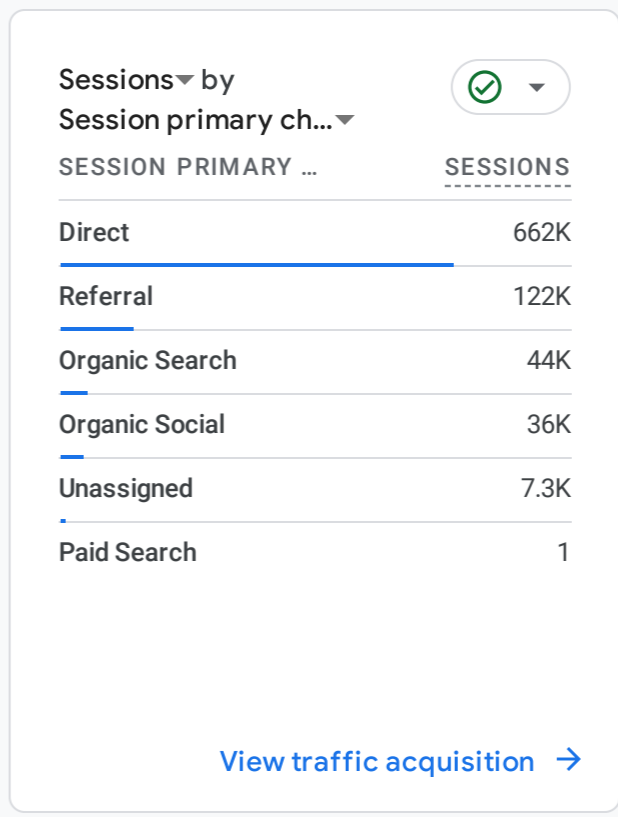 Sessions by
Session primary ch...
SESSION PRIMARY ... SESSIONS
Direct 662K
Referral 122K
Organic Search 44K
Organic Social 36K
Unassigned 7.3K
Paid Search 1
View traffic acquisition